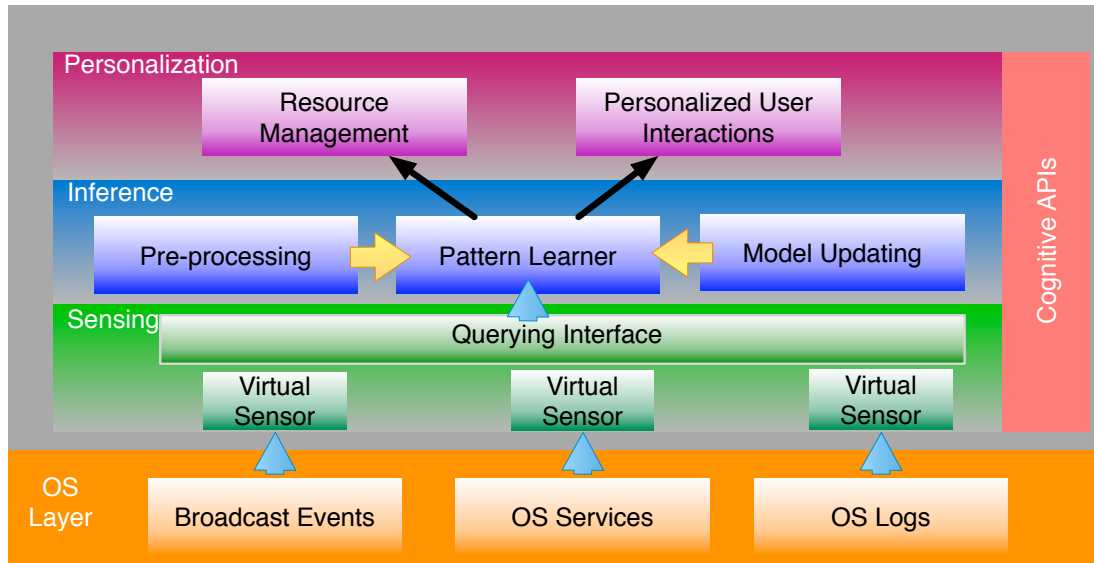 Personalization
Resource
Management
Personalized User
Interactions
Cognitive APIs
Inference
Pre-processing
Pattern Learner
Model Updating
Sensing
Querying Interface
Virtual
Sensor
Virtual
Sensor
Virtual
Sensor
OS
Layer
Broadcast Events
OS Services
OS Logs